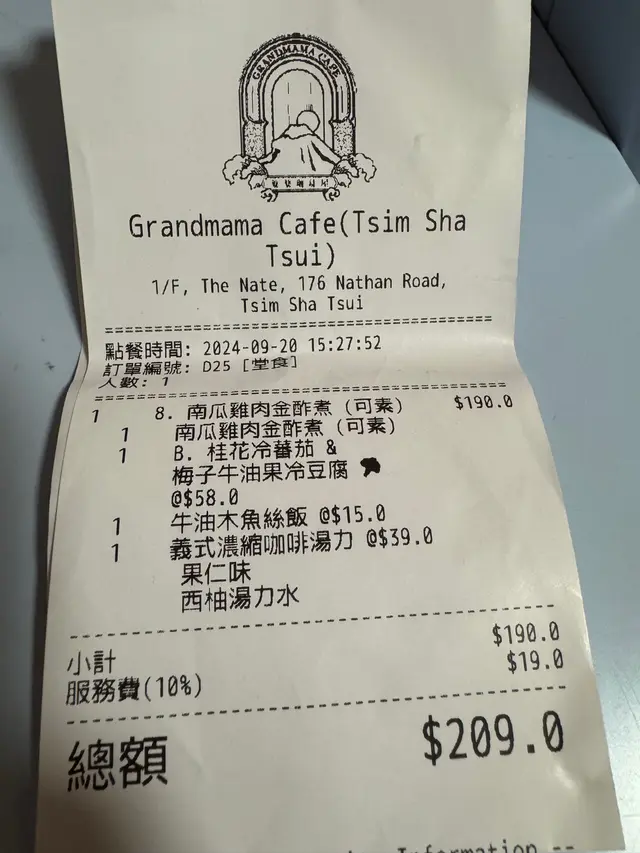 GRANDMAMA CAFE
Grandmama Cafe(Tsim Sha
Tsui)
1/F, The Nate, 176 Nathan Road,
Tsim Sha Tsui
點餐時間: 2024-09-20 15:27:52
訂單編號: D25 [堂食]
人數: 1
1 8. 南瓜雞肉金酢煮 (可素) $190.0
1 南瓜雞肉金酢煮 (可素)
1 B. 桂花冷蕃茄 &
梅子牛油果冷豆腐
@$58.0
1 牛油木魚絲飯 @$15.0
1 義式濃縮咖啡湯力 @$39.0
果仁味
西柚湯力水
小計 $190.0
服務費(10%) $19.0
總額 $209.0
Information --